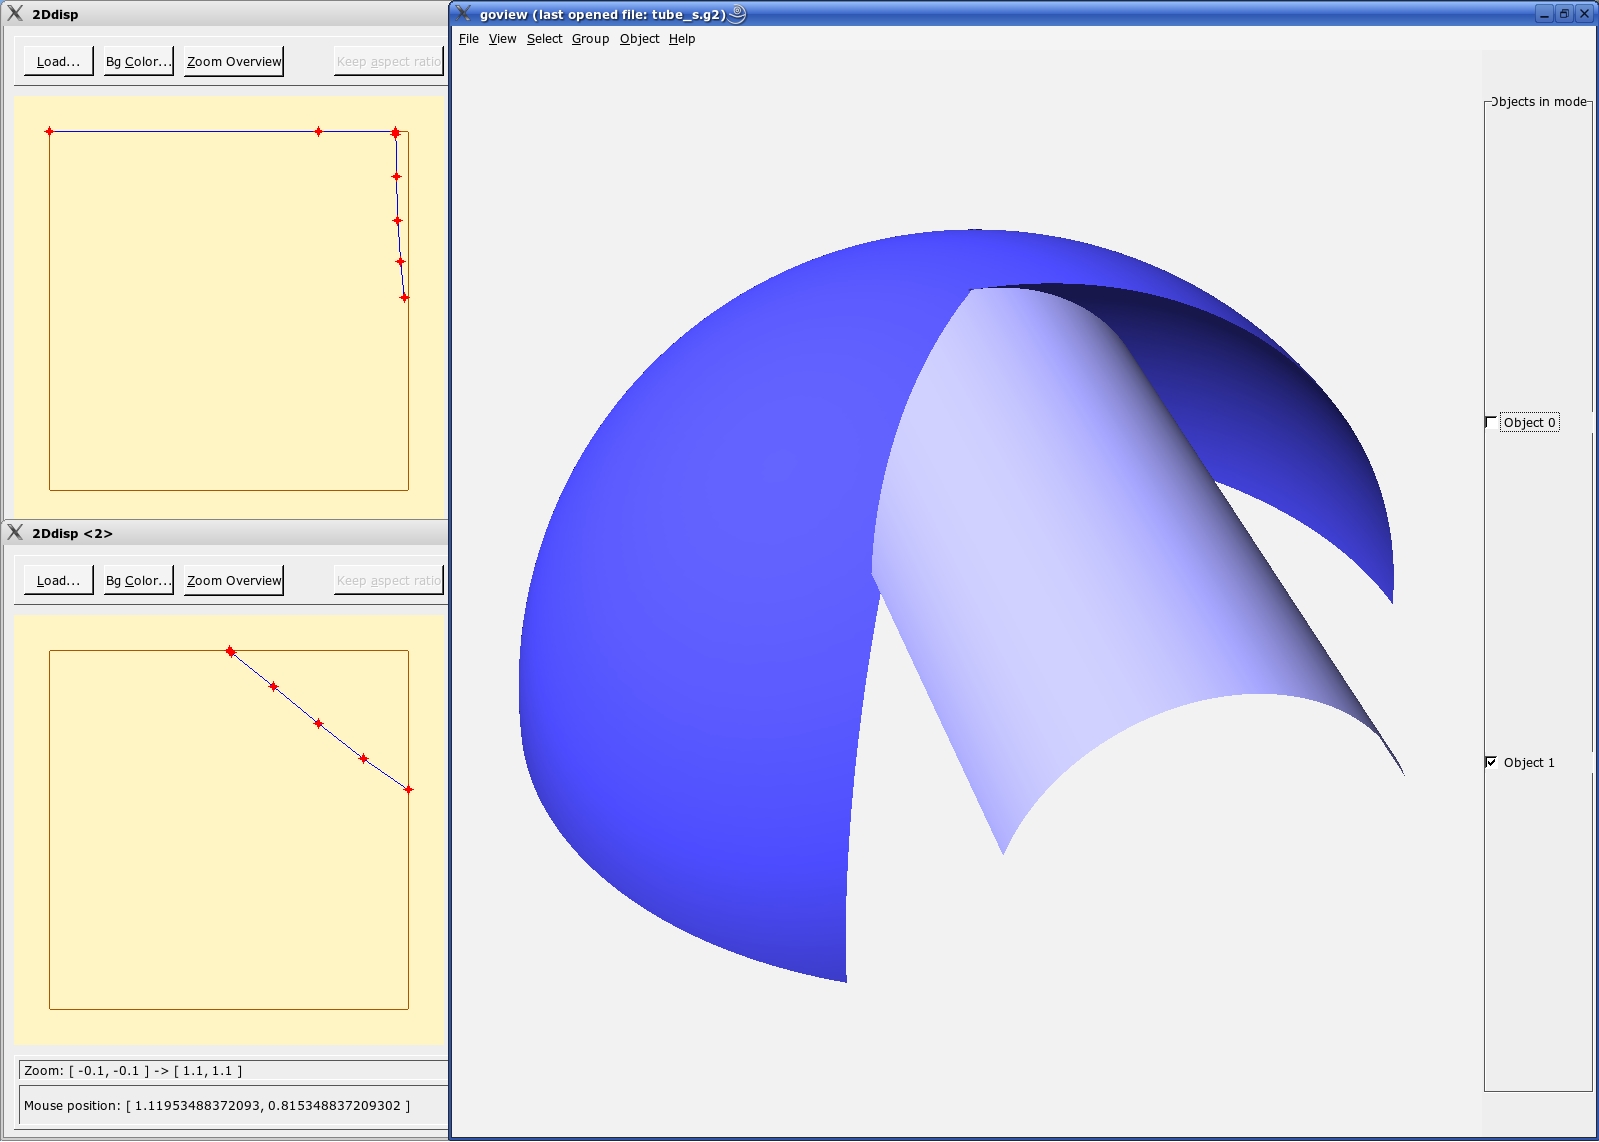 2Ddisp
Load... Bg Color... Zoom Overview Keep aspect ratio
2Ddisp <2>
Load... Bg Color... Zoom Overview Keep aspect ratio
Zoom: [ -0.1, -0.1 ] -> [ 1.1, 1.1 ]
Mouse position: [ 1.11953488372093, 0.815348837209302 ]
goview (last opened file: tube_s.g2)
File View Select Group Object Help
Objects in mode
Object 0
Object 1